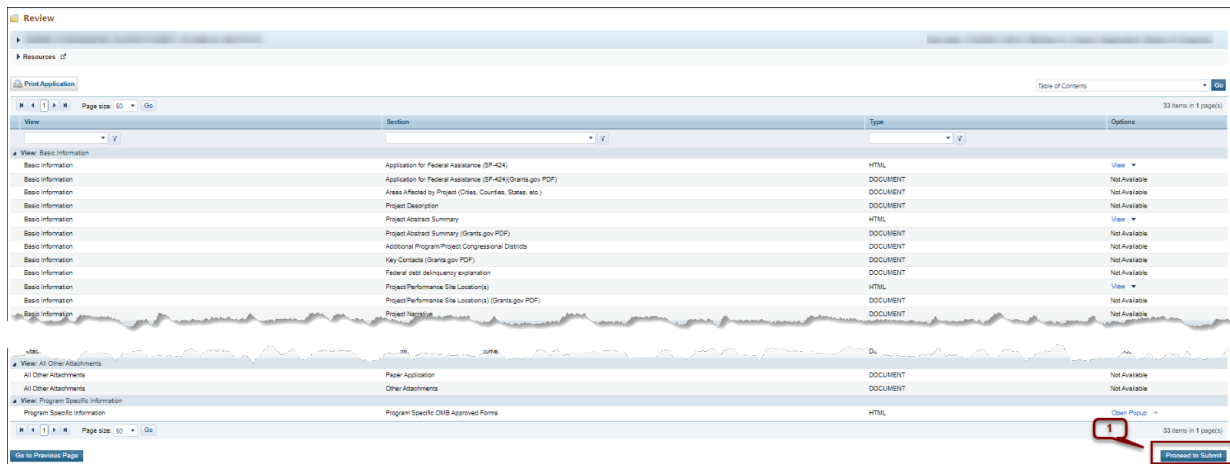 Review
Resources
Print Application
Table of Contents Go
1 Page size: 50 Go 33 items in 1 page(s)
View Section Type Options
View: Basic Information
Basic Information Application for Federal Assistance (SF-424) HTML View
Basic Information Application for Federal Assistance (SF-424)(Grants.gov PDF) DOCUMENT Not Available
Basic Information Areas Affected by Project (Cities, Counties, States, etc.) DOCUMENT Not Available
Basic Information Project Description DOCUMENT Not Available
Basic Information Project Abstract Summary HTML View
Basic Information Project Abstract Summary (Grants.gov PDF) DOCUMENT Not Available
Basic Information Additional Program/Project Congressional Districts DOCUMENT Not Available
Basic Information Key Contacts (Grants.gov PDF) DOCUMENT Not Available
Basic Information Federal debt delinquency explanation DOCUMENT Not Available
Basic Information Project/Performance Site Location(s) HTML View
Basic Information Project/Performance Site Location(s) (Grants.gov PDF) DOCUMENT Not Available
Basic Information Project Narrative DOCUMENT Not Available
View: All Other Attachments
All Other Attachments Paper Application DOCUMENT Not Available
All Other Attachments Other Attachments DOCUMENT Not Available
View: Program Specific Information
Program Specific Information Program Specific OMB Approved Forms HTML Open Popup
1 Page size: 50 Go 33 items in 1 page(s)
1
Go to Previous Page Proceed to Submit